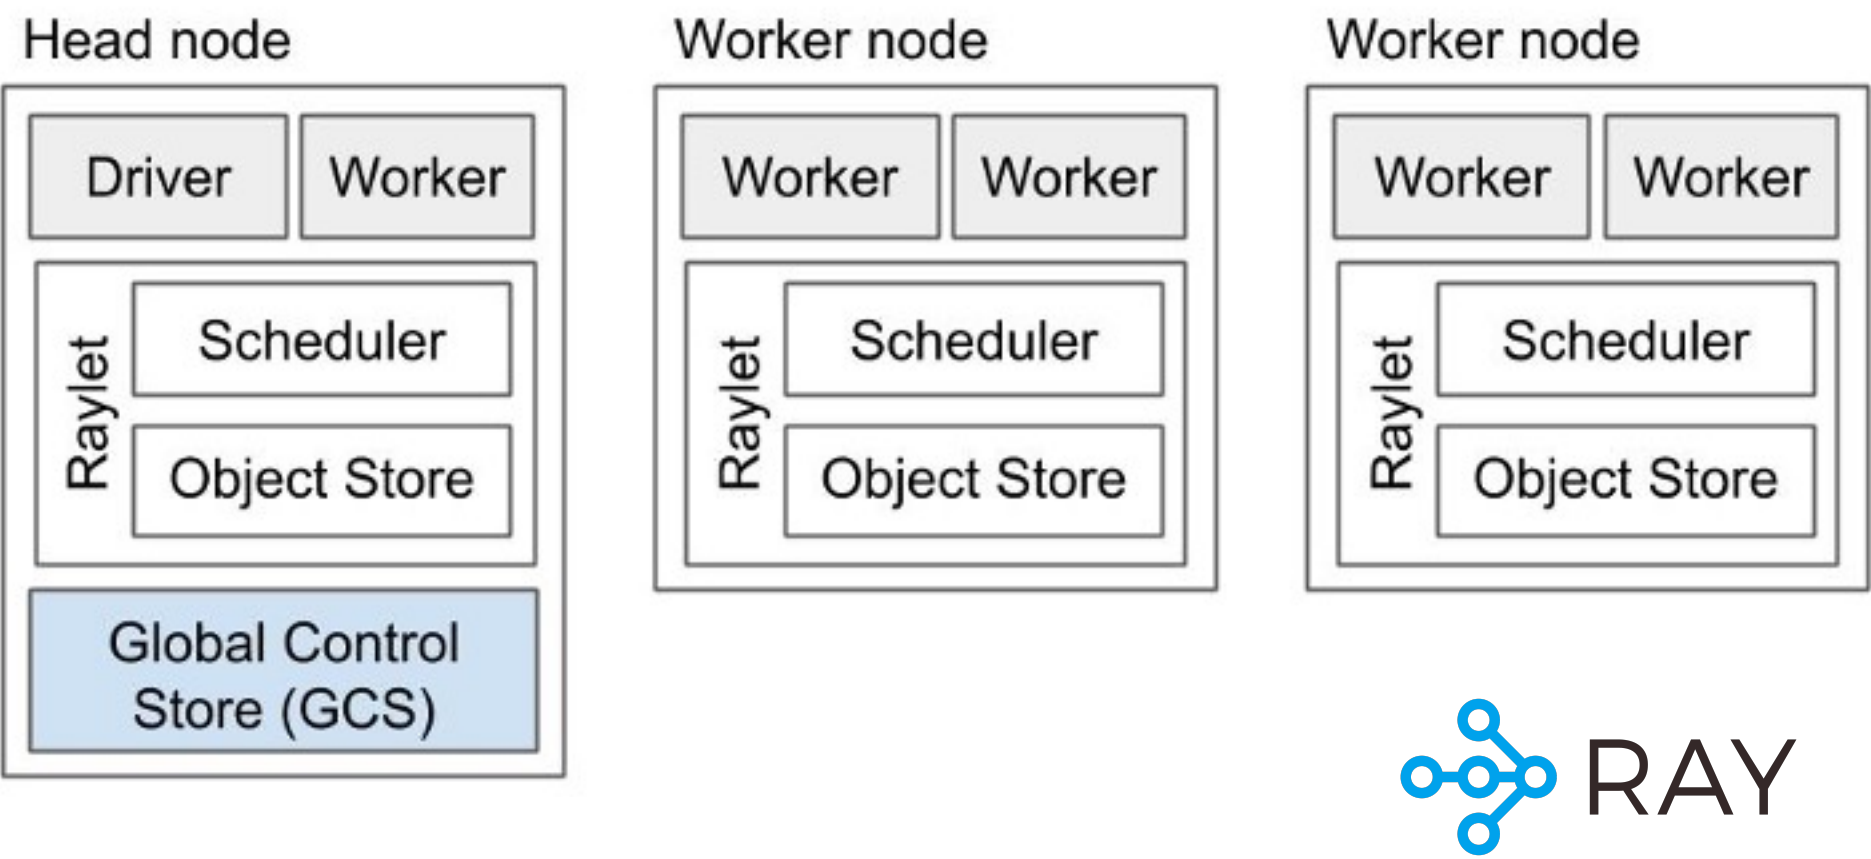 Head node
Driver
Worker
Raylet
Scheduler
Object Store
Global Control
Store (GCS)
Worker node
Worker
Worker
Raylet
Scheduler
Object Store
Worker node
Worker
Worker
Raylet
Scheduler
Object Store
RAY